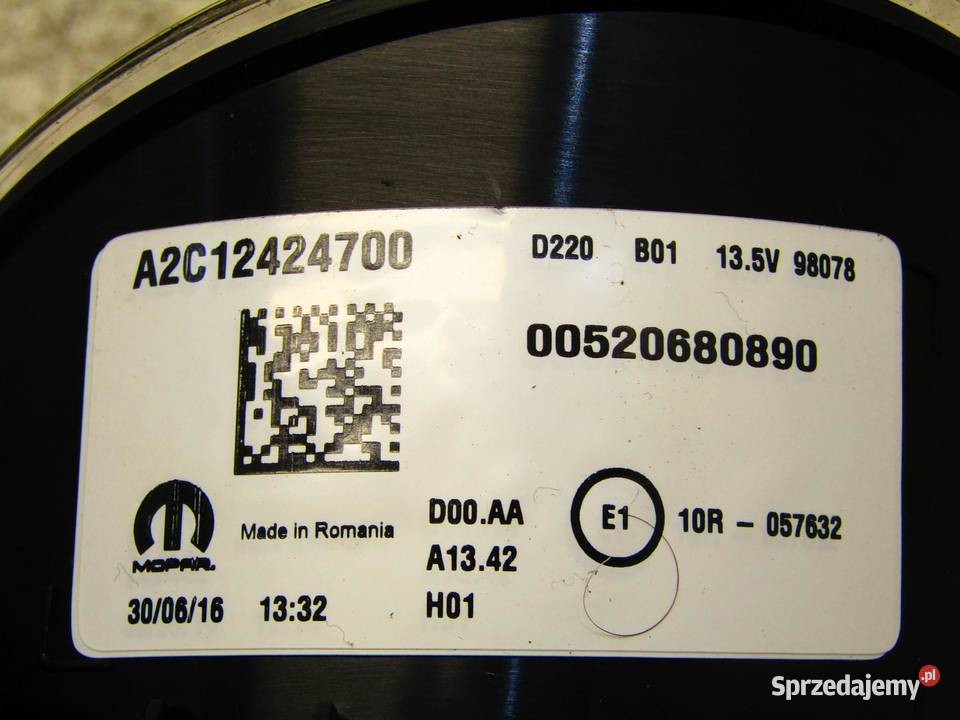 A2C12424700 D220 B01 13.5V 98078
00520680890
MOPAR.
Made in Romania
D00.AA
E1
10R - 057632
A13.42
30/06/16 13:32 H01
Sprzedajemy.pl